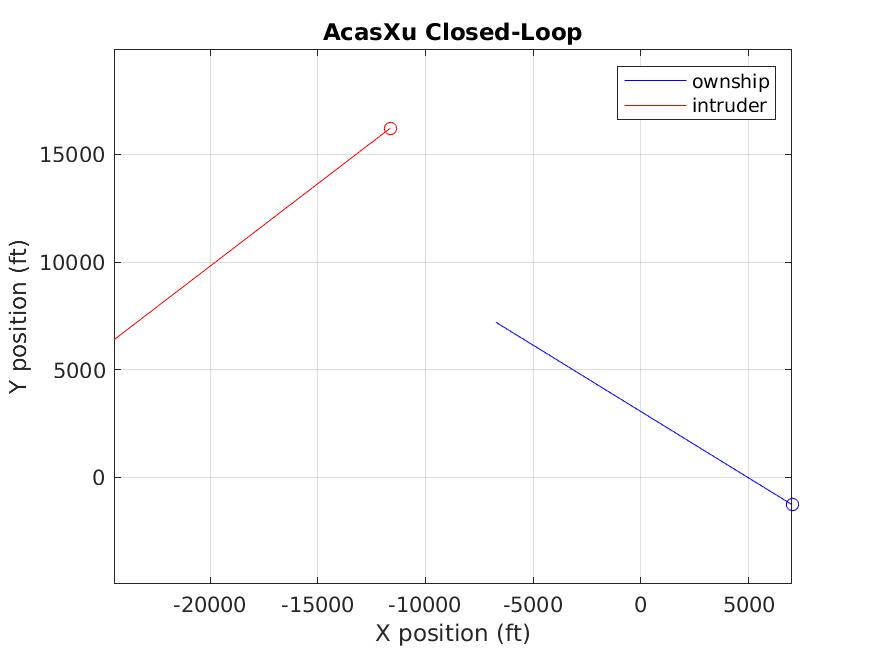 AcasXu Closed-Loop
ownship
intruder
15000
10000
5000
0
Y position (ft)
-20000 -15000 -10000 -5000 0 5000
X position (ft)